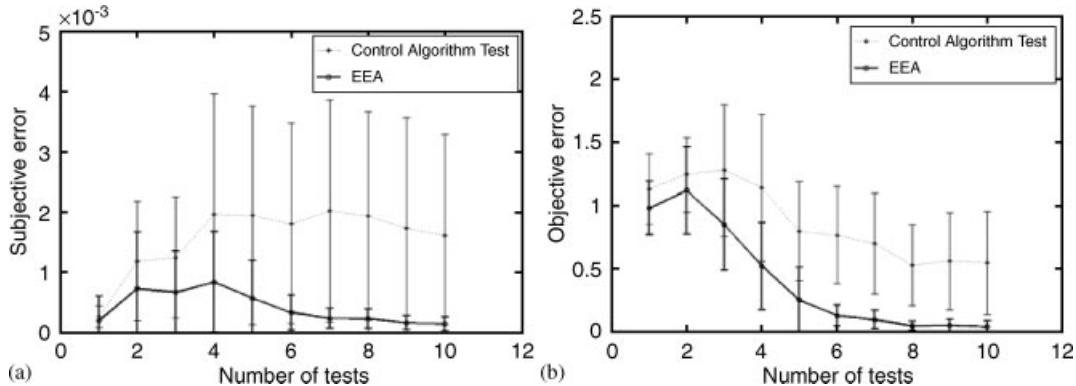 ×10⁻³
5
4
3
2
1
0
Subjective error
Control Algorithm Test
EEA
0 2 4 6 8 10 12
(a) Number of tests
2.5
2
1.5
1
0.5
0
Objective error
Control Algorithm Test
EEA
0 2 4 6 8 10 12
(b) Number of tests